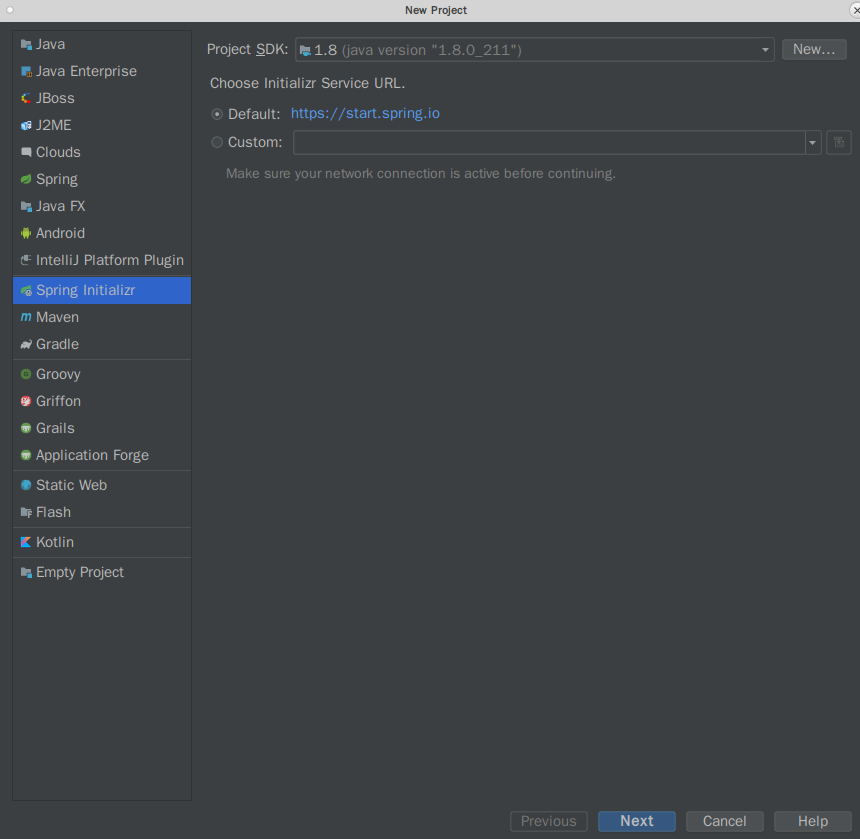 New Project
Java
Java Enterprise
JBoss
J2ME
Clouds
Spring
Java FX
Android
IntelliJ Platform Plugin
Spring Initializr
Maven
Gradle
Groovy
Griffon
Grails
Application Forge
Static Web
Flash
Kotlin
Empty Project
Project SDK: 1.8 (java version "1.8.0_211") New...
Choose Initializr Service URL.
Default: https://start.spring.io
Custom:
Make sure your network connection is active before continuing.
Previous Next Cancel Help